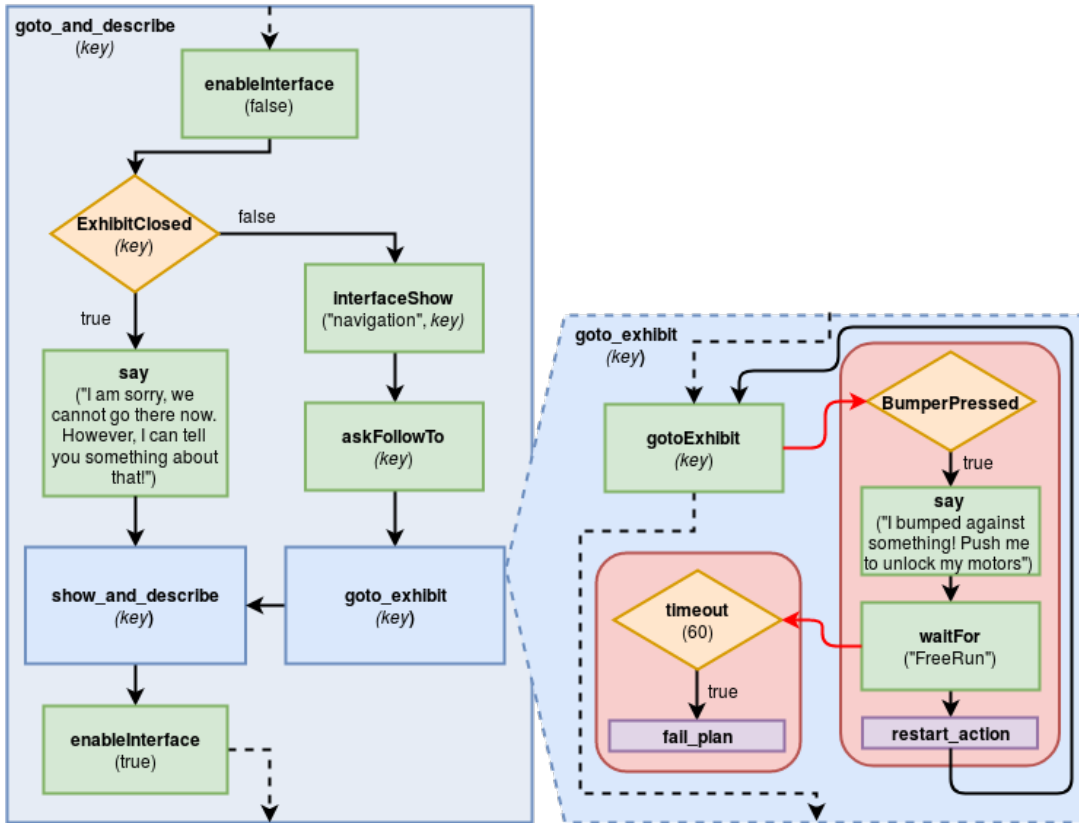 goto_and_describe
(key)
enableInterface
(false)
ExhibitClosed
(key)
false
true
interfaceShow
("navigation", key)
say
("I am sorry, we
cannot go there now.
However, I can tell
you something about
that!")
askFollowTo
(key)
show_and_describe
(key)
goto_exhibit
(key)
enableInterface
(true)
goto_exhibit
(key)
gotoExhibit
(key)
BumperPressed
true
say
("I bumped against
something! Push me
to unlock my motors")
timeout
(60)
true
fail_plan
waitFor
("FreeRun")
restart_action